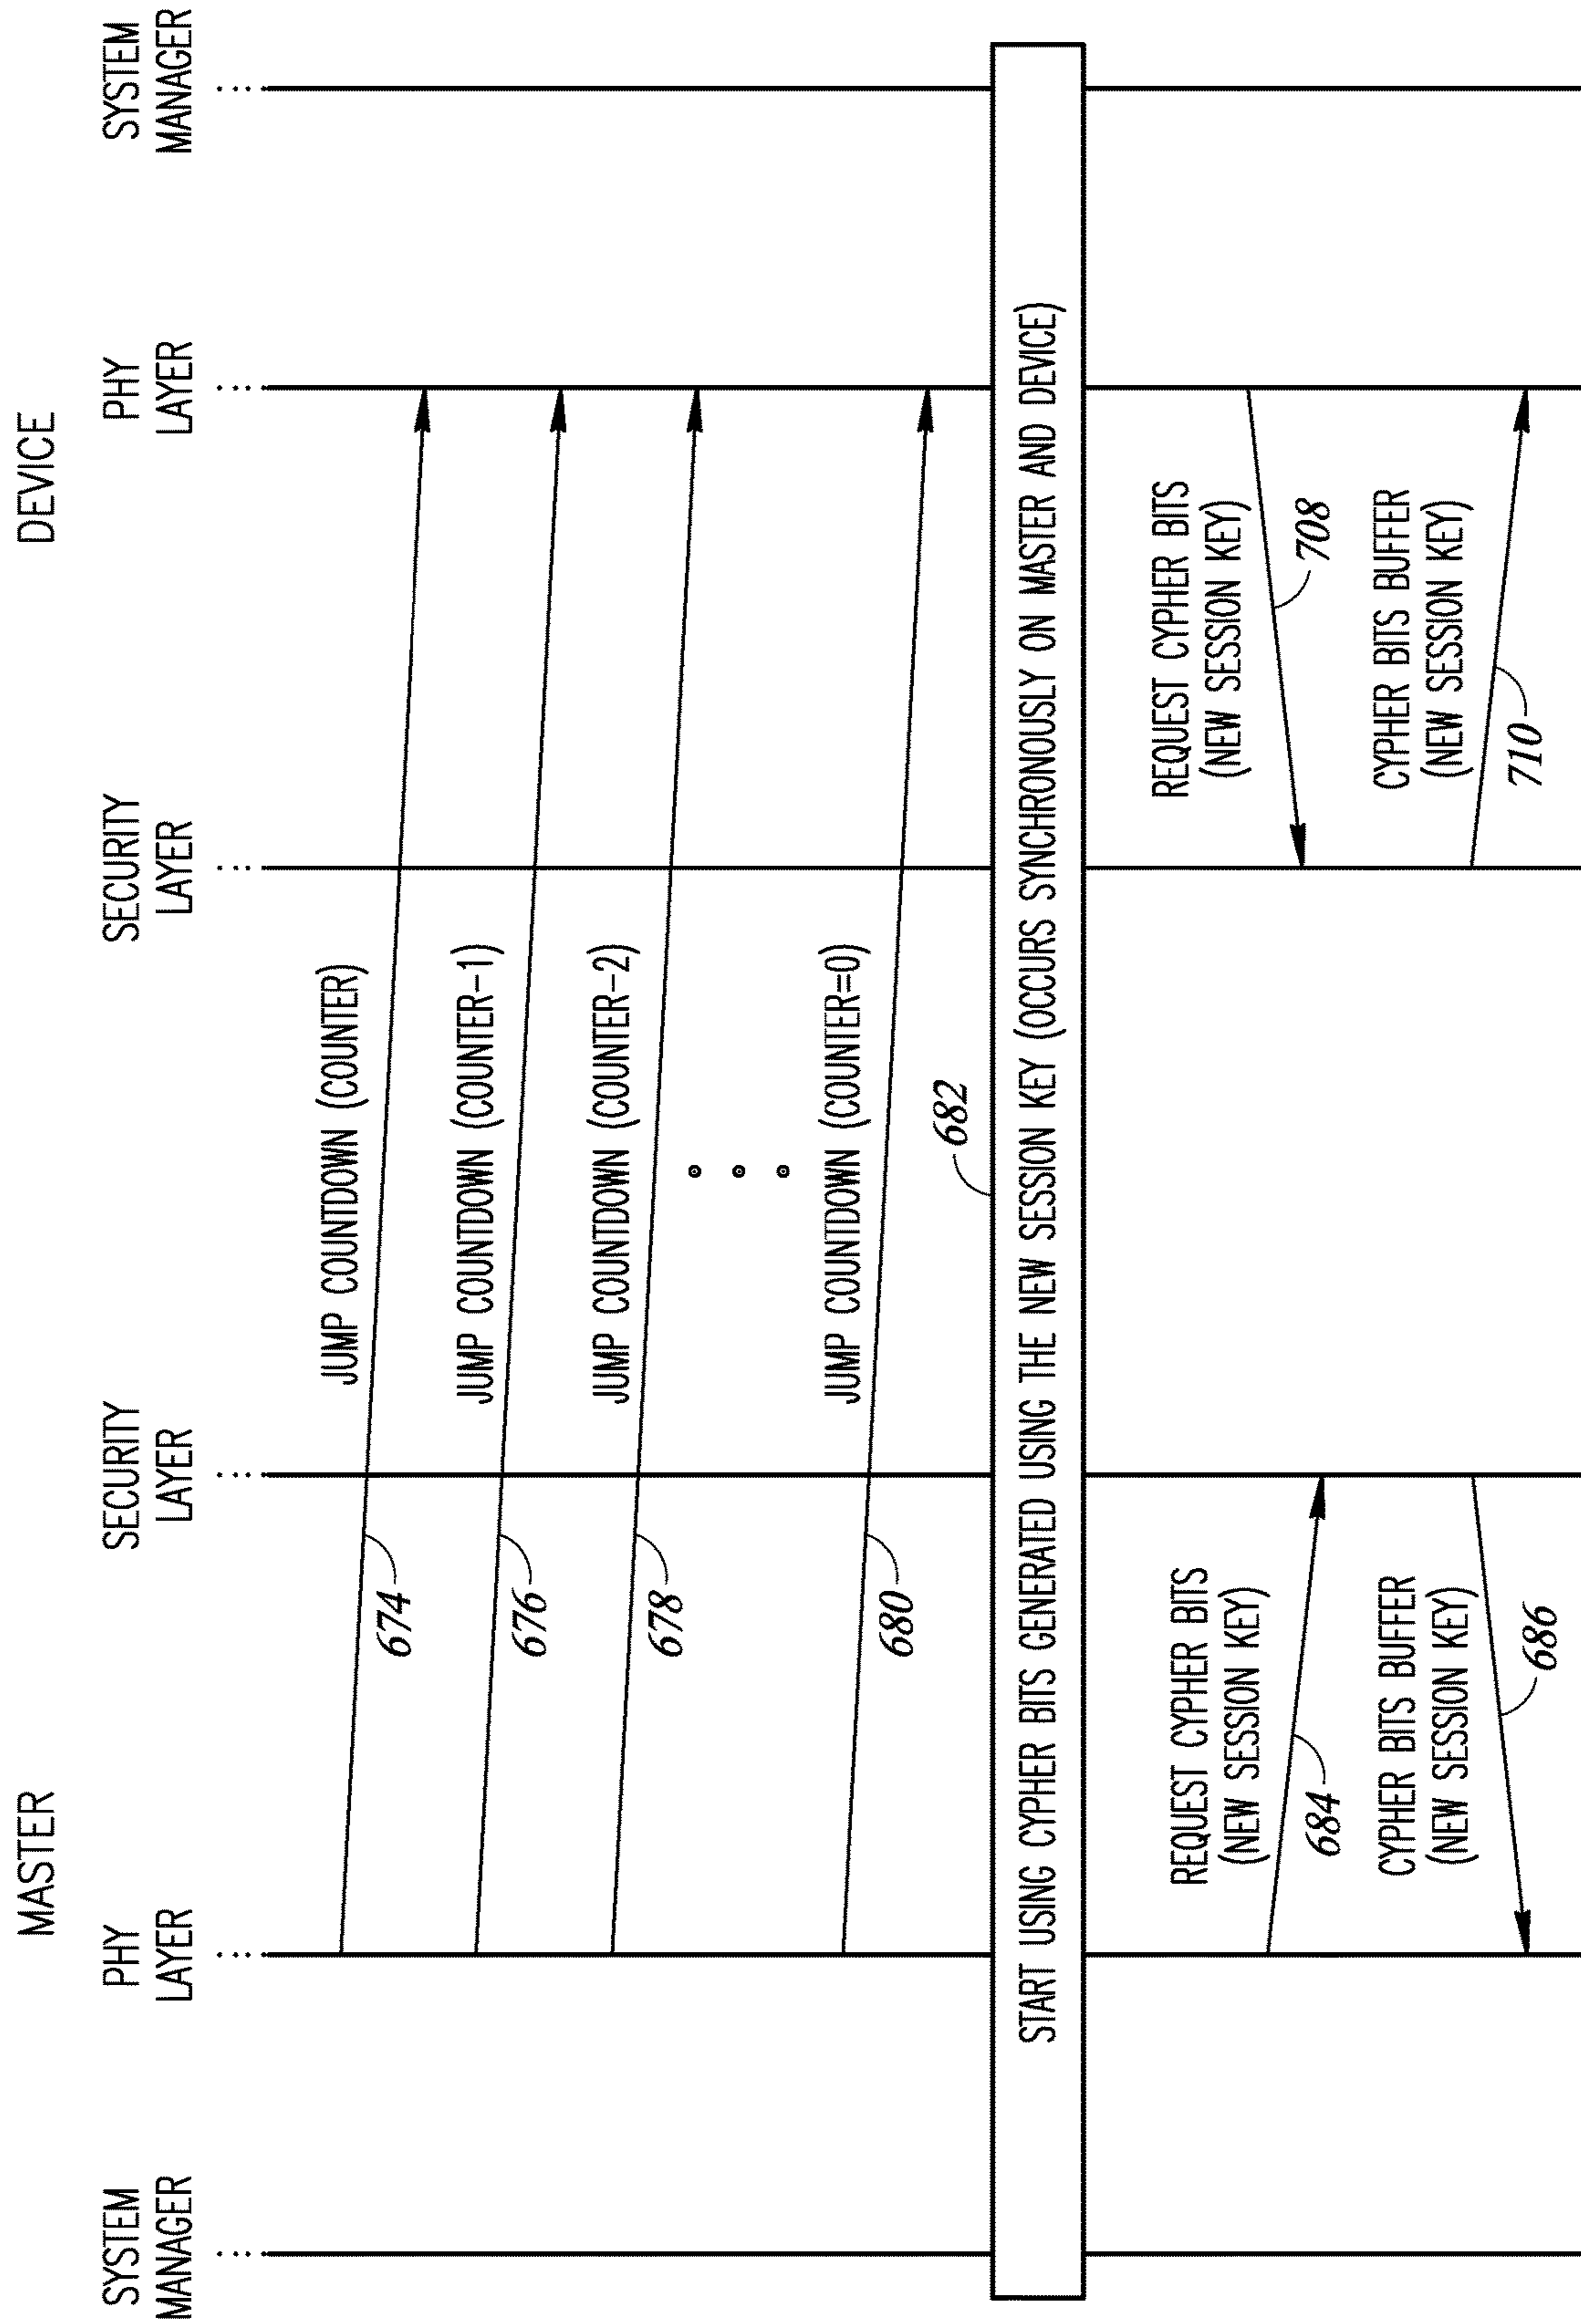 MASTER
DEVICE
SYSTEM
MANAGER
PHY
LAYER
SECURITY
LAYER
SECURITY
LAYER
PHY
LAYER
SYSTEM
MANAGER
JUMP COUNTDOWN (COUNTER)
674
JUMP COUNTDOWN (COUNTER-1)
676
JUMP COUNTDOWN (COUNTER-2)
678
JUMP COUNTDOWN (COUNTER=0)
680
682
START USING CYPHER BITS GENERATED USING THE NEW SESSION KEY (OCCURS SYNCHRONOUSLY ON MASTER AND DEVICE)
REQUEST CYPHER BITS
(NEW SESSION KEY)
684
CYPHER BITS BUFFER
(NEW SESSION KEY)
686
REQUEST CYPHER BITS
(NEW SESSION KEY)
708
CYPHER BITS BUFFER
(NEW SESSION KEY)
710